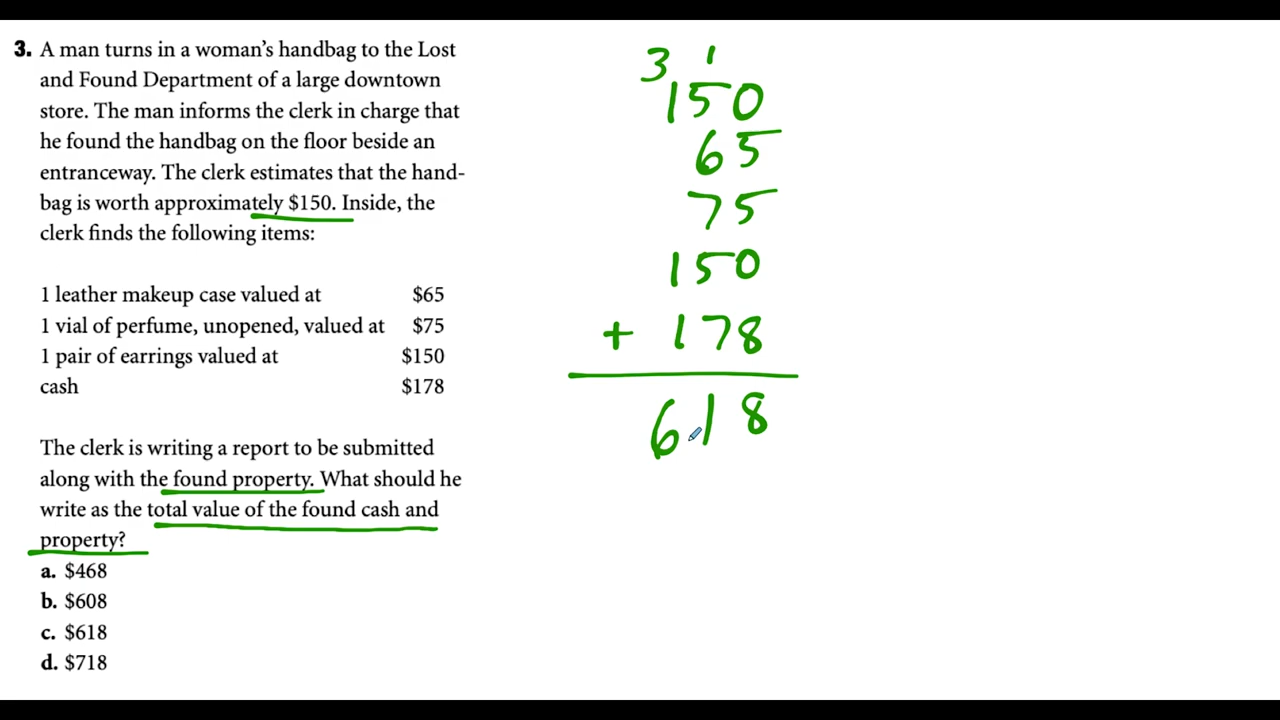 3. A man turns in a woman's handbag to the Lost
and Found Department of a large downtown
store. The man informs the clerk in charge that
he found the handbag on the floor beside an
entranceway. The clerk estimates that the hand-
bag is worth approximately $150. Inside, the
clerk finds the following items:
1 leather makeup case valued at $65
1 vial of perfume, unopened, valued at $75
1 pair of earrings valued at $150
cash $178
The clerk is writing a report to be submitted
along with the found property. What should he
write as the total value of the found cash and
property?
a. $468
b. $608
c. $618
d. $718
3 1
150
65
75
150
+ 178
618